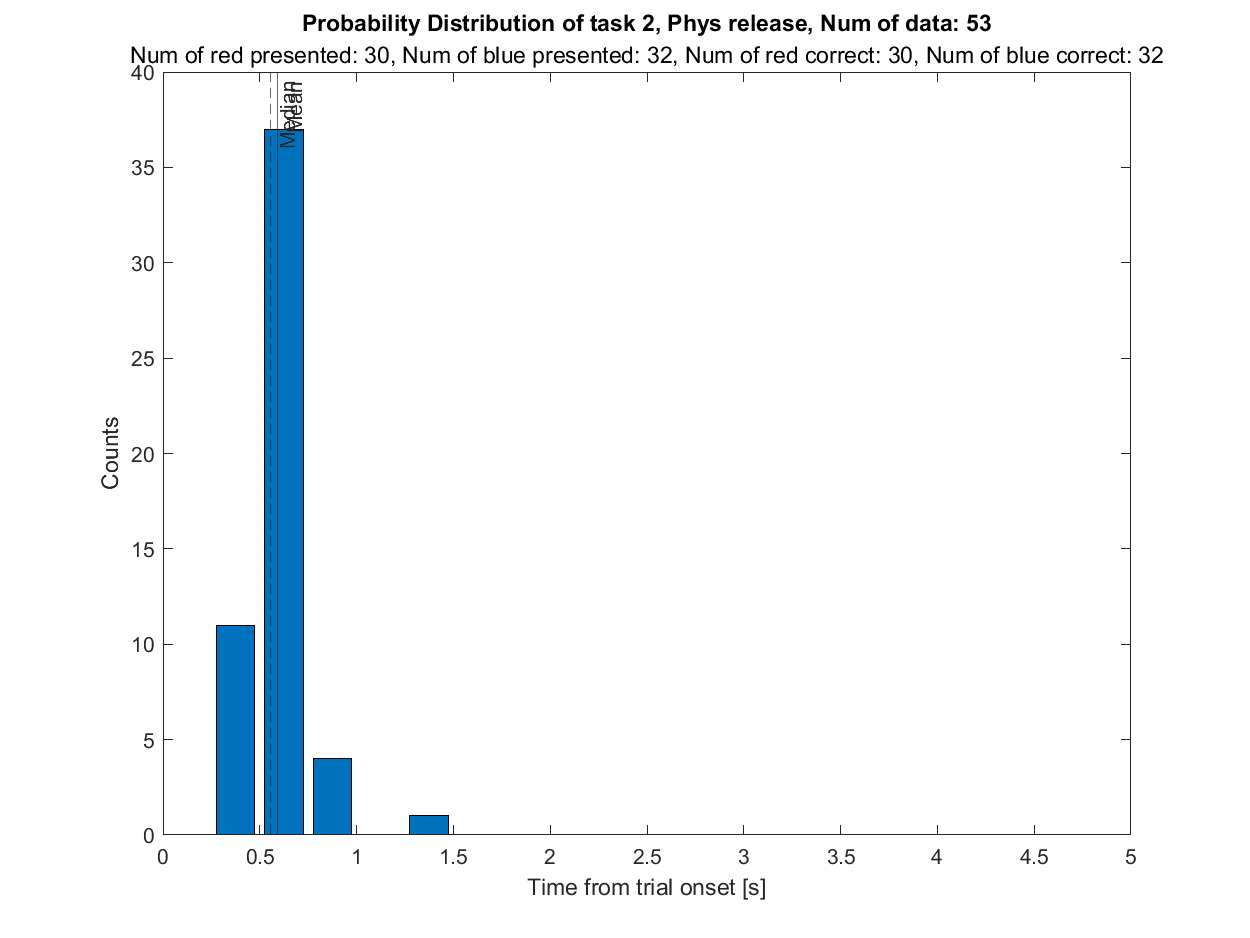 Probability Distribution of task 2, Phys release, Num of data: 53
Num of red presented: 30, Num of blue presented: 32, Num of red correct: 30, Num of blue correct: 32
40
35
30
25
20
15
10
5
0
Counts
Median
Mean
0 0.5 1 1.5 2 2.5 3 3.5 4 4.5 5
Time from trial onset [s]